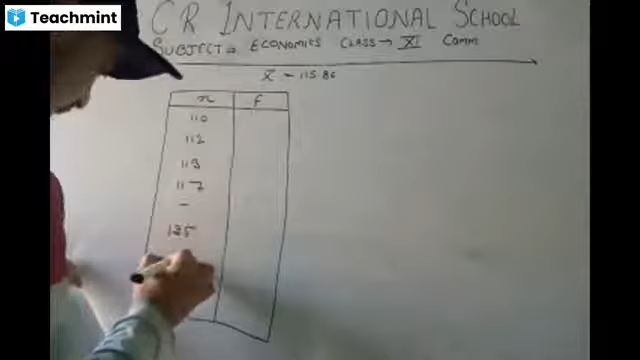 Teachmint
CR INTERNATIONAL SCHOOL
SUBJECT ⇒ ECONOMICS CLASS → XI Comm
x̄ = 115.86
x f
110
112
113
117
-
125